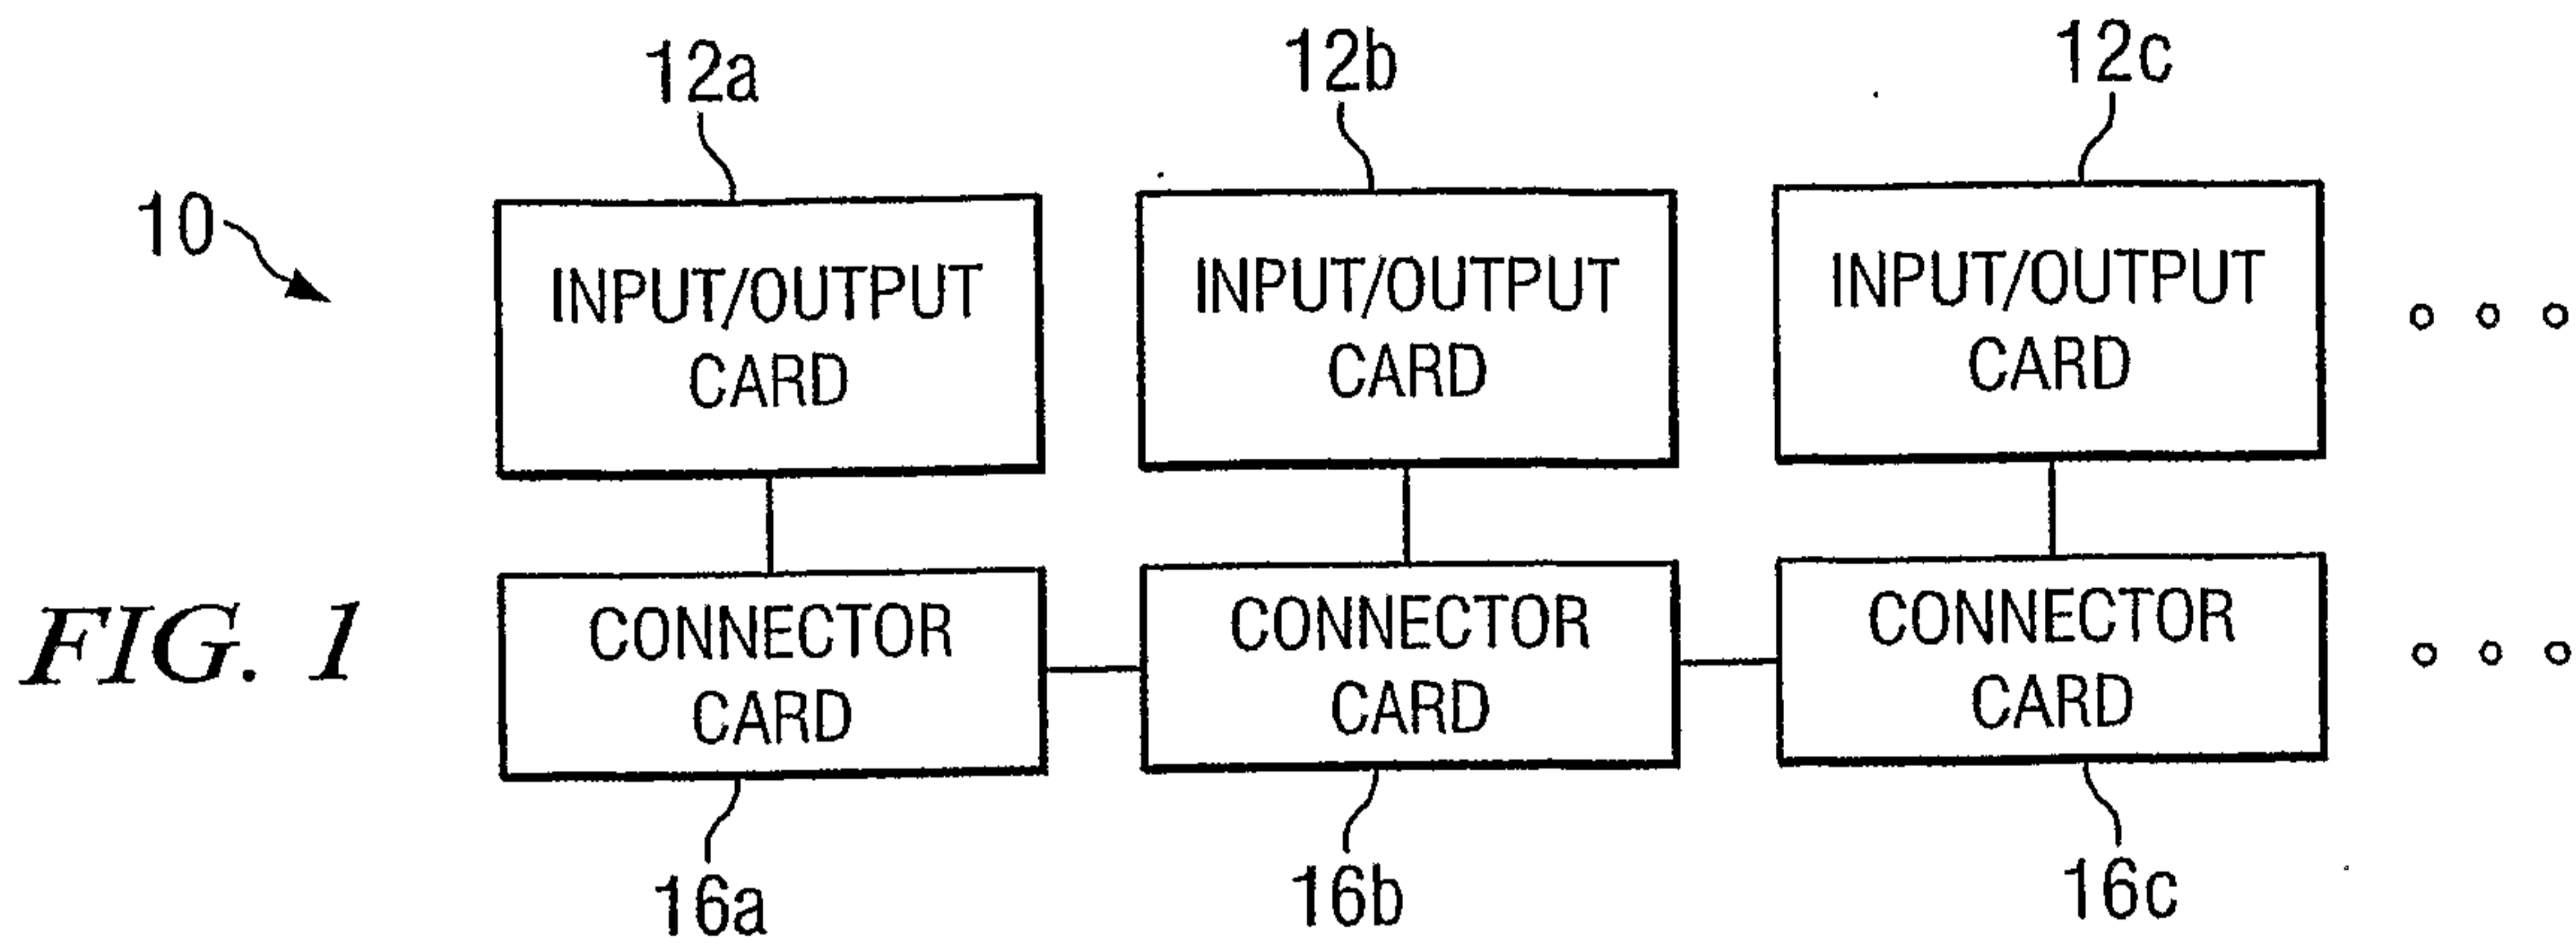 12a
12b
12c
10
INPUT/OUTPUT
CARD
INPUT/OUTPUT
CARD
INPUT/OUTPUT
CARD
FIG. 1
CONNECTOR
CARD
CONNECTOR
CARD
CONNECTOR
CARD
16a
16b
16c